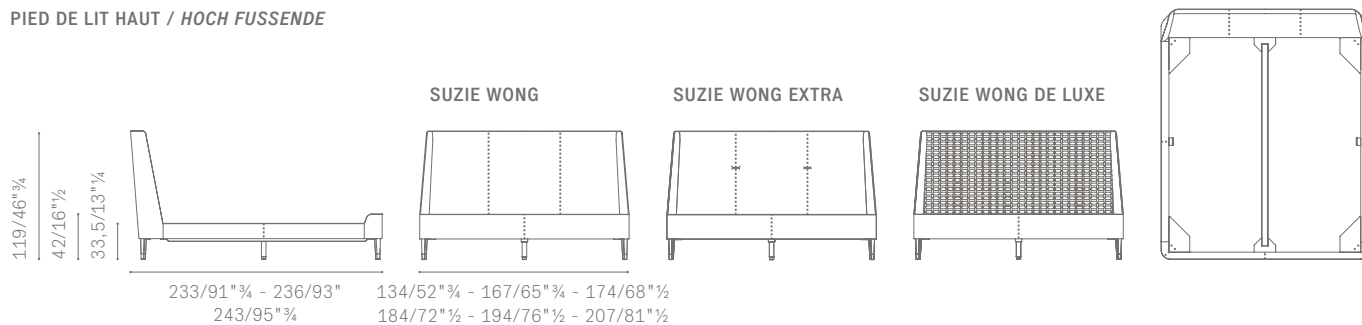 PIED DE LIT HAUT / HOCH FUSSENDE
SUZIE WONG
SUZIE WONG EXTRA
SUZIE WONG DE LUXE
119/46"¾
42/16"½
33,5/13"¼
233/91"¾ - 236/93"
243/95"¾
134/52"¾ - 167/65"¾ - 174/68"½
184/72"½ - 194/76"½ - 207/81"½